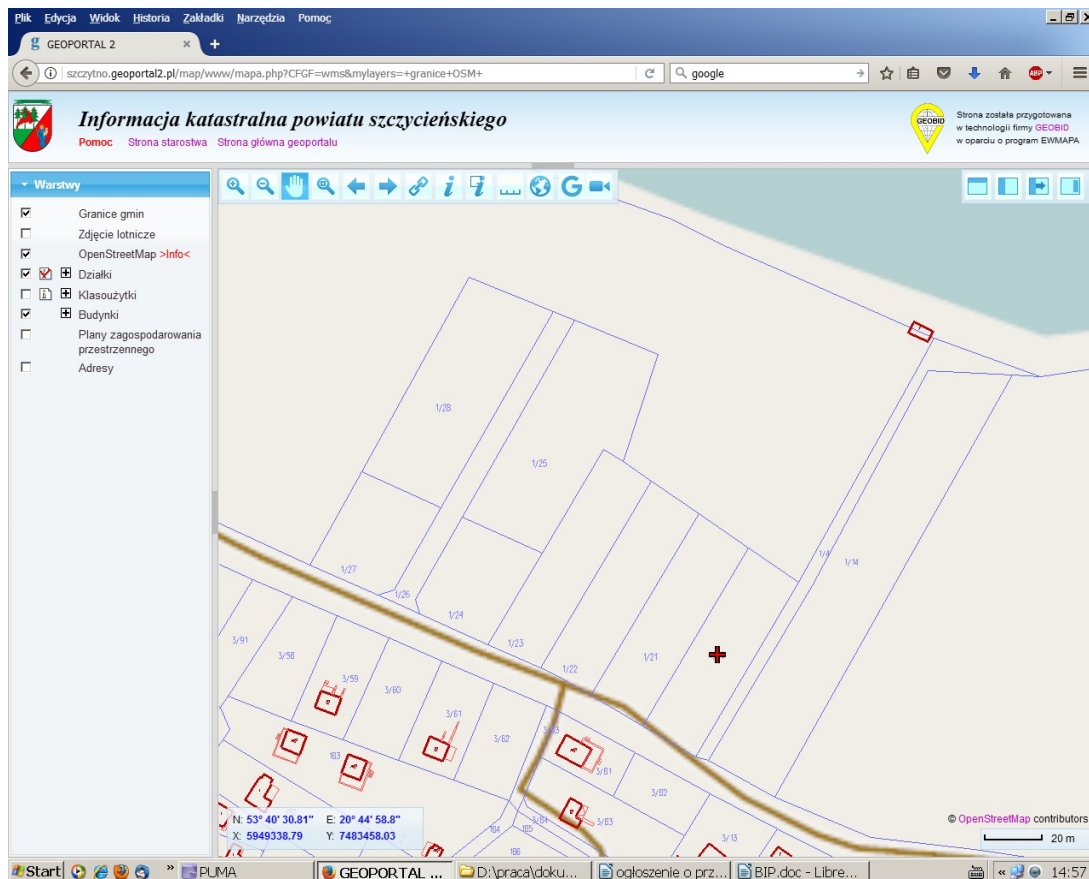 Plik Edycja Widok Historia Zakładki Narzędzia Pomoc
GEOPORTAL 2
szczytno.geoportal2.pl/map/www/mapa.php?CFGF=wms&mylayers=+granice+OSM+
google
ABP
Informacja katastralna powiatu szczycieńskiego
Pomoc Strona starostwa Strona główna geoportalu
GEOBID
Strona została przygotowana
w technologii firmy GEOBID
w oparciu o program EWMAPA
Warstwy
Granice gmin
Zdjęcie lotnicze
OpenStreetMap >Info<
Działki
Klasoużytki
Budynki
Plany zagospodarowania
przestrzennego
Adresy
1/28
1/25
1/4
1/14
1/27
1/26
1/24
1/23
1/22
1/21
3/91
3/58
3/59
3/60
3/61
3/62
183
3/81
3/82
3/84
3/83
184
185
186
3/13
N: 53° 40' 30.81" E: 20° 44' 58.8"
X: 5949338.79 Y: 7483458.03
© OpenStreetMap contributors
20 m
Start
PUMA
GEOPORTAL ...
D:\praca\doku...
ogłoszenie o prz...
BIP.doc - Libre...
14:57